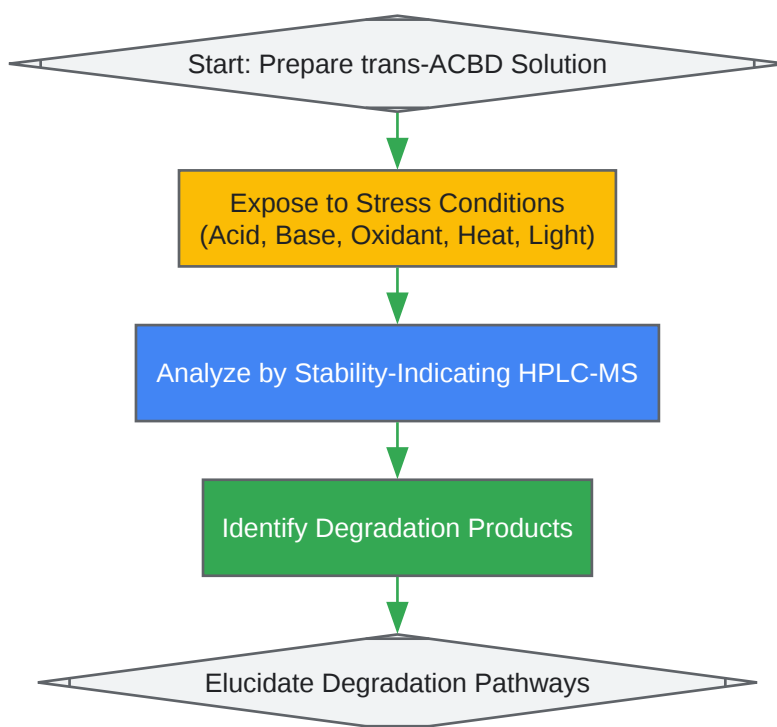 Start: Prepare trans-ACBD Solution
Expose to Stress Conditions
(Acid, Base, Oxidant, Heat, Light)
Analyze by Stability-Indicating HPLC-MS
Identify Degradation Products
Elucidate Degradation Pathways